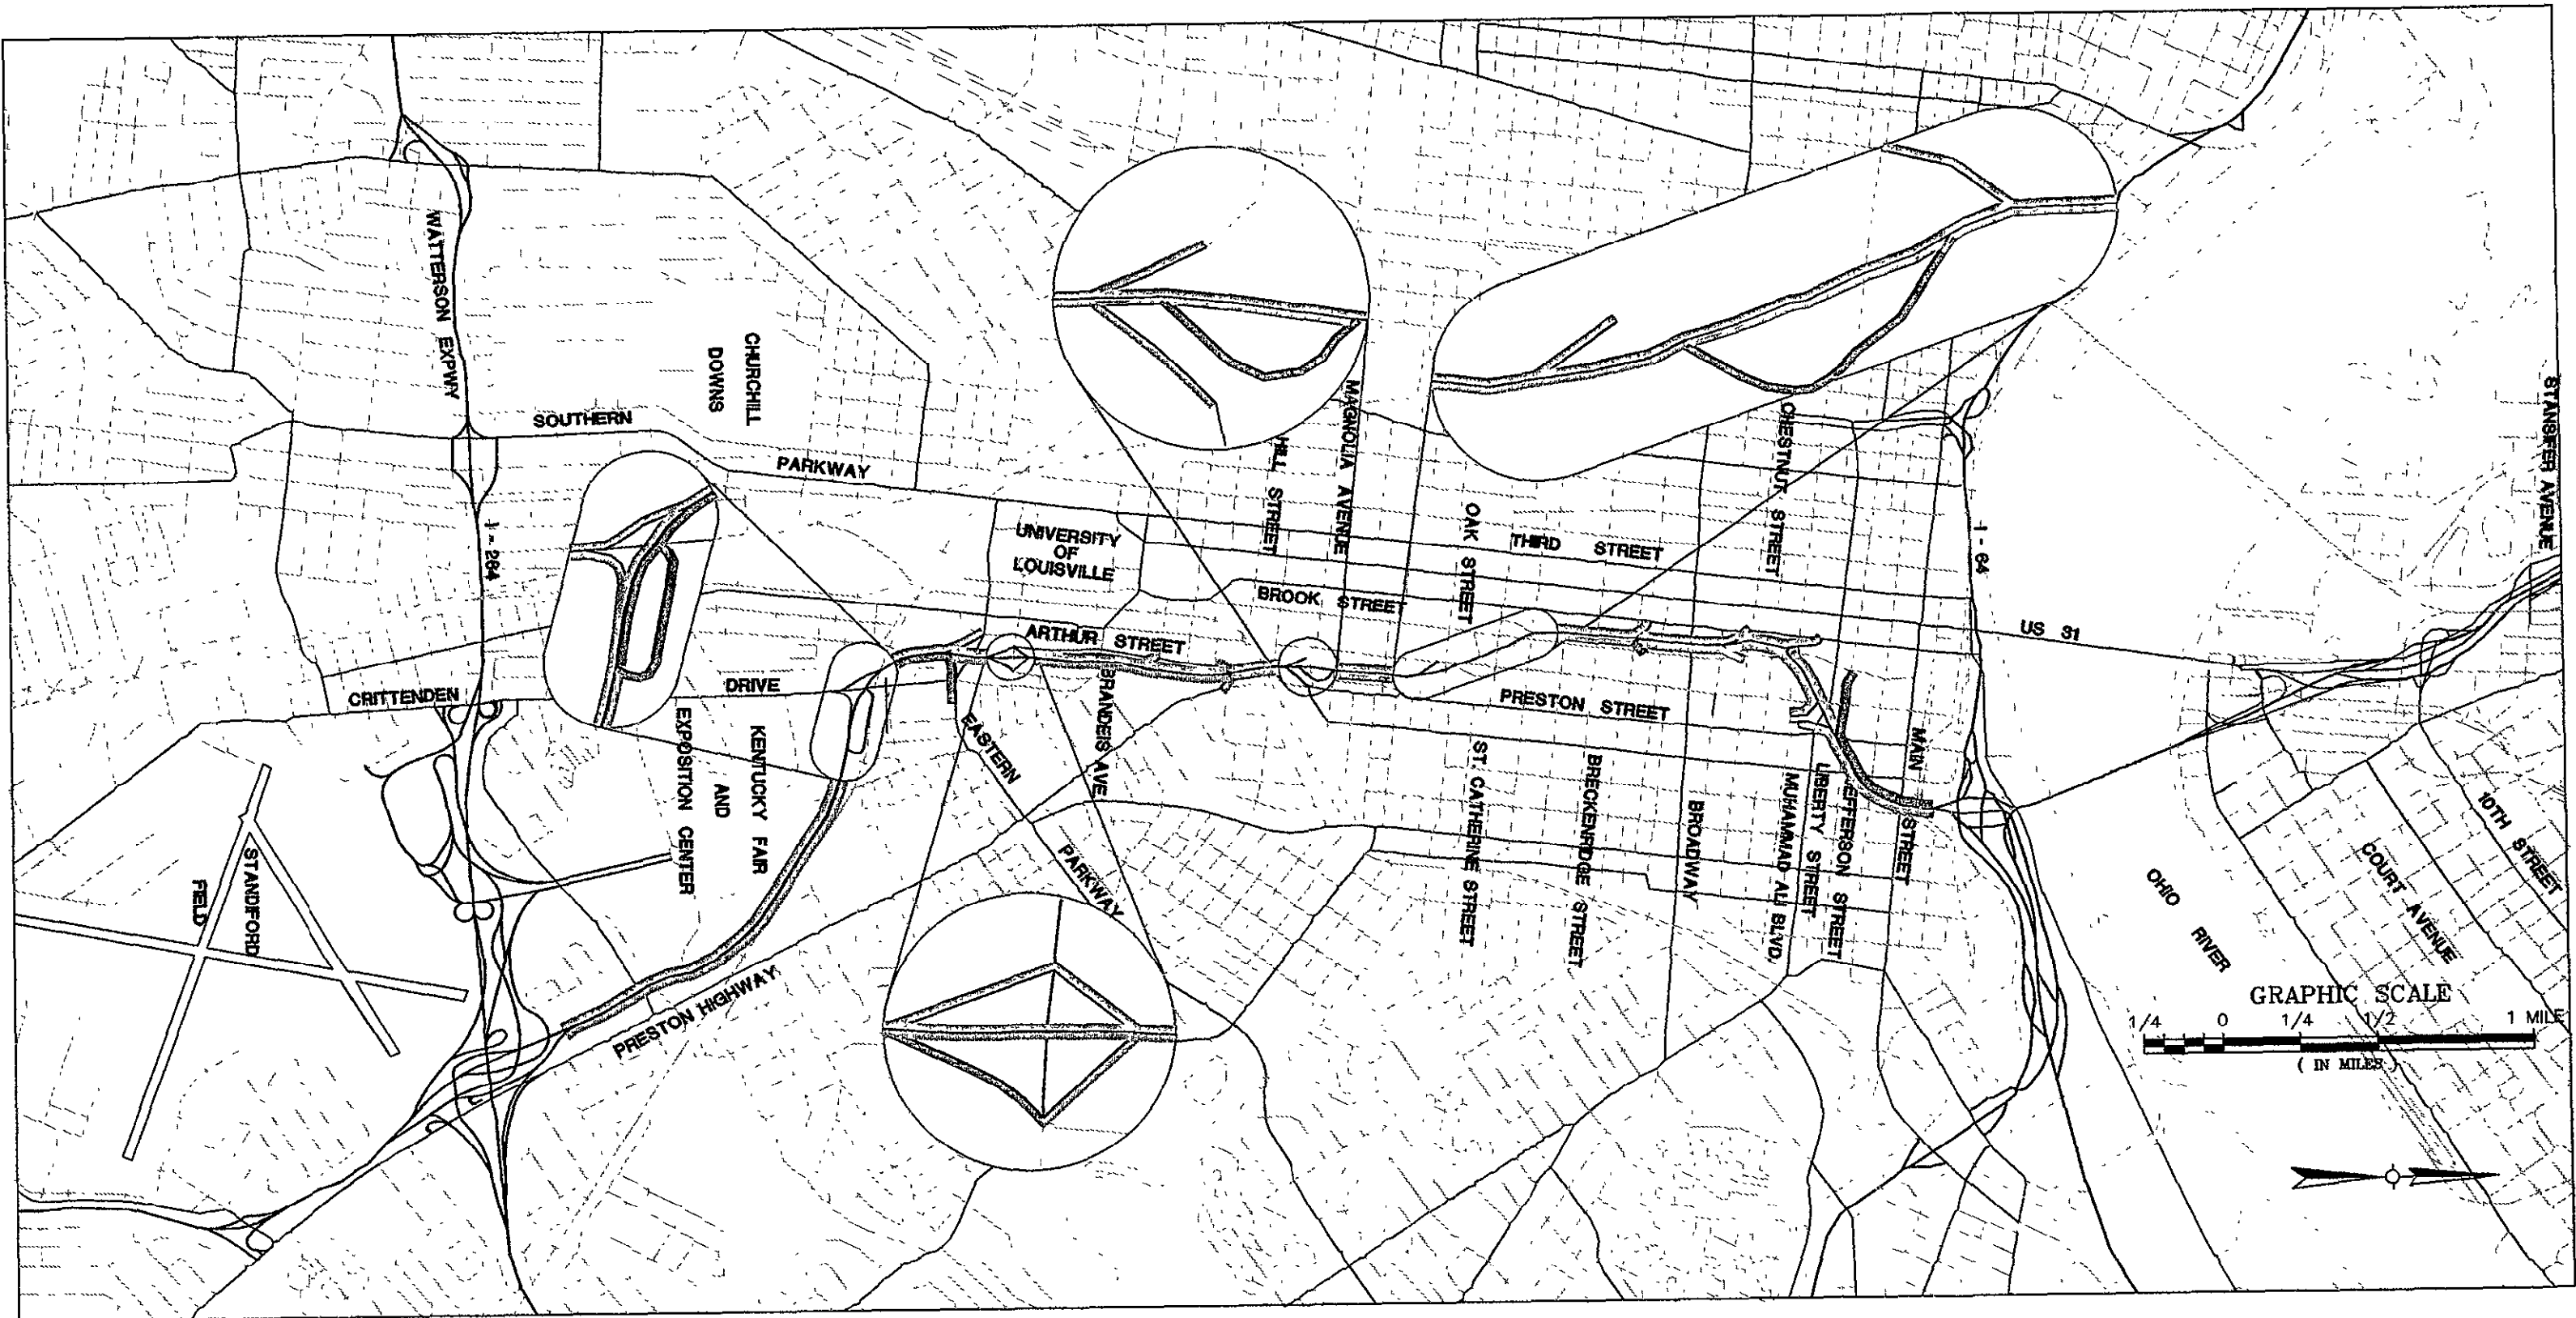 WATTERSON EXPWY
CHURCHILL
DOWNS
SOUTHERN
PARKWAY
I - 264
UNIVERSITY
OF
LOUISVILLE
HILL STREET
MAGNOLIA AVENUE
OAK STREET
THIRD STREET
CHESTNUT STREET
I - 64
STANSIFER AVENUE
BROOK STREET
ARTHUR STREET
US 31
CRITTENDEN
DRIVE
KENTUCKY FAIR
AND
EXPOSITION CENTER
EASTERN
PARKWAY
BRANDEIS AVE.
PRESTON STREET
ST. CATHERINE STREET
BRECKENRIDGE STREET
BROADWAY
MUHAMMAD ALI BLVD.
LIBERTY STREET
JEFFERSON STREET
MAIN STREET
10TH STREET
COURT AVENUE
OHIO RIVER
STANDIFORD
FIELD
PRESTON HIGHWAY
GRAPHIC SCALE
1/4 0 1/4 1/2 1 MILE
( IN MILES )